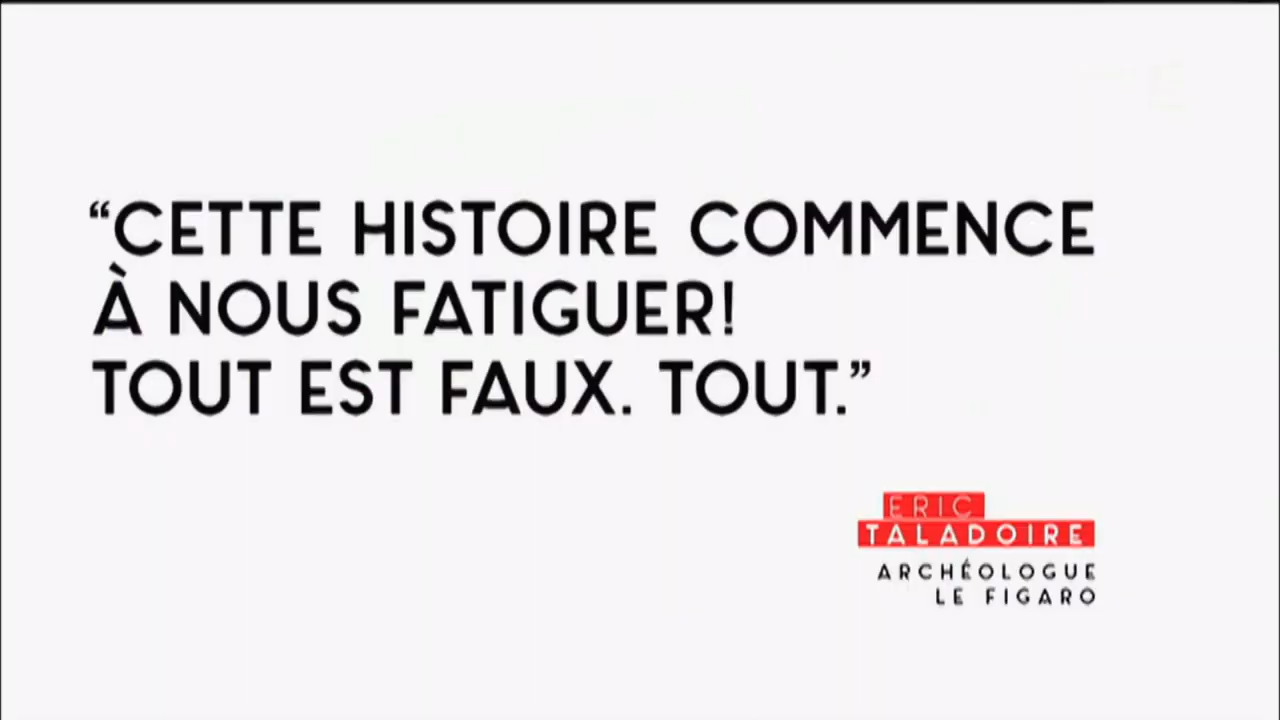 “CETTE HISTOIRE COMMENCE
À NOUS FATIGUER!
TOUT EST FAUX. TOUT.”
ERIC
TALADOIRE
ARCHÉOLOGUE
LE FIGARO